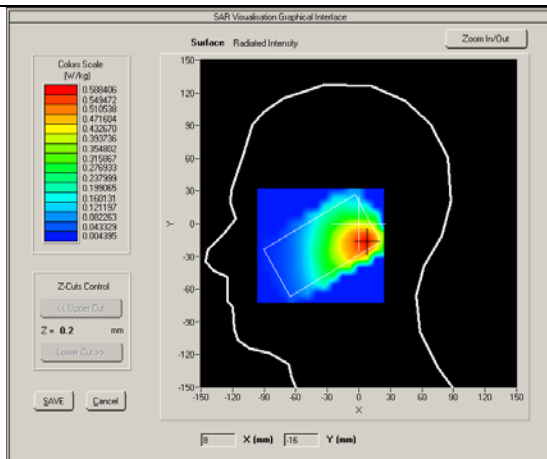 SAR Visualisation Graphical Interface
Surface Radiated Intensity
Zoom In/Out
Colors Scale
(W/kg)
0.588406
0.549472
0.510538
0.471604
0.432670
0.393736
0.354802
0.315867
0.276933
0.237999
0.199065
0.160131
0.121197
0.082263
0.043329
0.004395
Z-Cuts Control
<< Upper Cut
Z = 0.2 mm
Lower Cut >>
SAVE Cancel
150
120
90
60
30
0
-30
-60
-90
-120
-150
Y
-150 -120 -90 -60 -30 0 30 60 90 120 150
X
8 X (mm) -16 Y (mm)